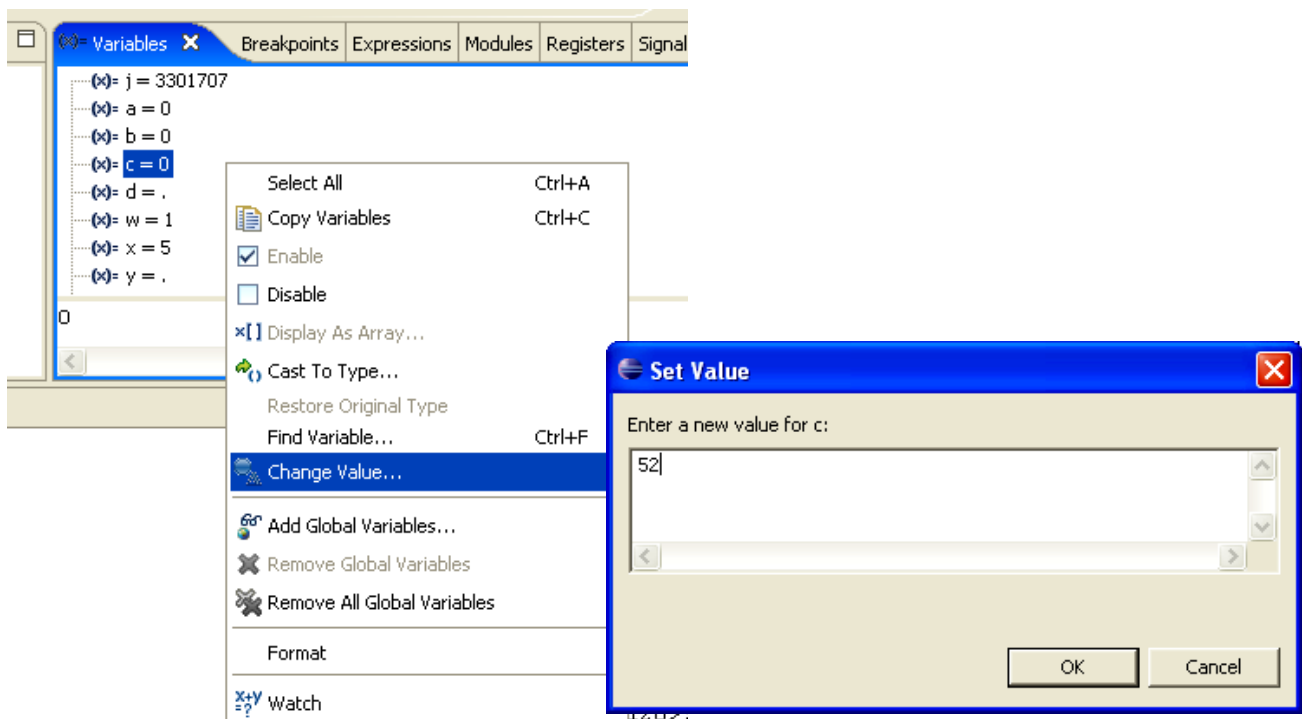 (x)= Variables Breakpoints Expressions Modules Registers Signal
(x)= j = 3301707
(x)= a = 0
(x)= b = 0
(x)= c = 0
(x)= d = .
(x)= w = 1
(x)= x = 5
(x)= y = .
0
Select All Ctrl+A
Copy Variables Ctrl+C
Enable
Disable
×[] Display As Array...
Cast To Type...
Restore Original Type
Find Variable... Ctrl+F
Change Value...
Add Global Variables...
Remove Global Variables
Remove All Global Variables
Format
x+y=? Watch
Set Value
Enter a new value for c:
52
OK Cancel